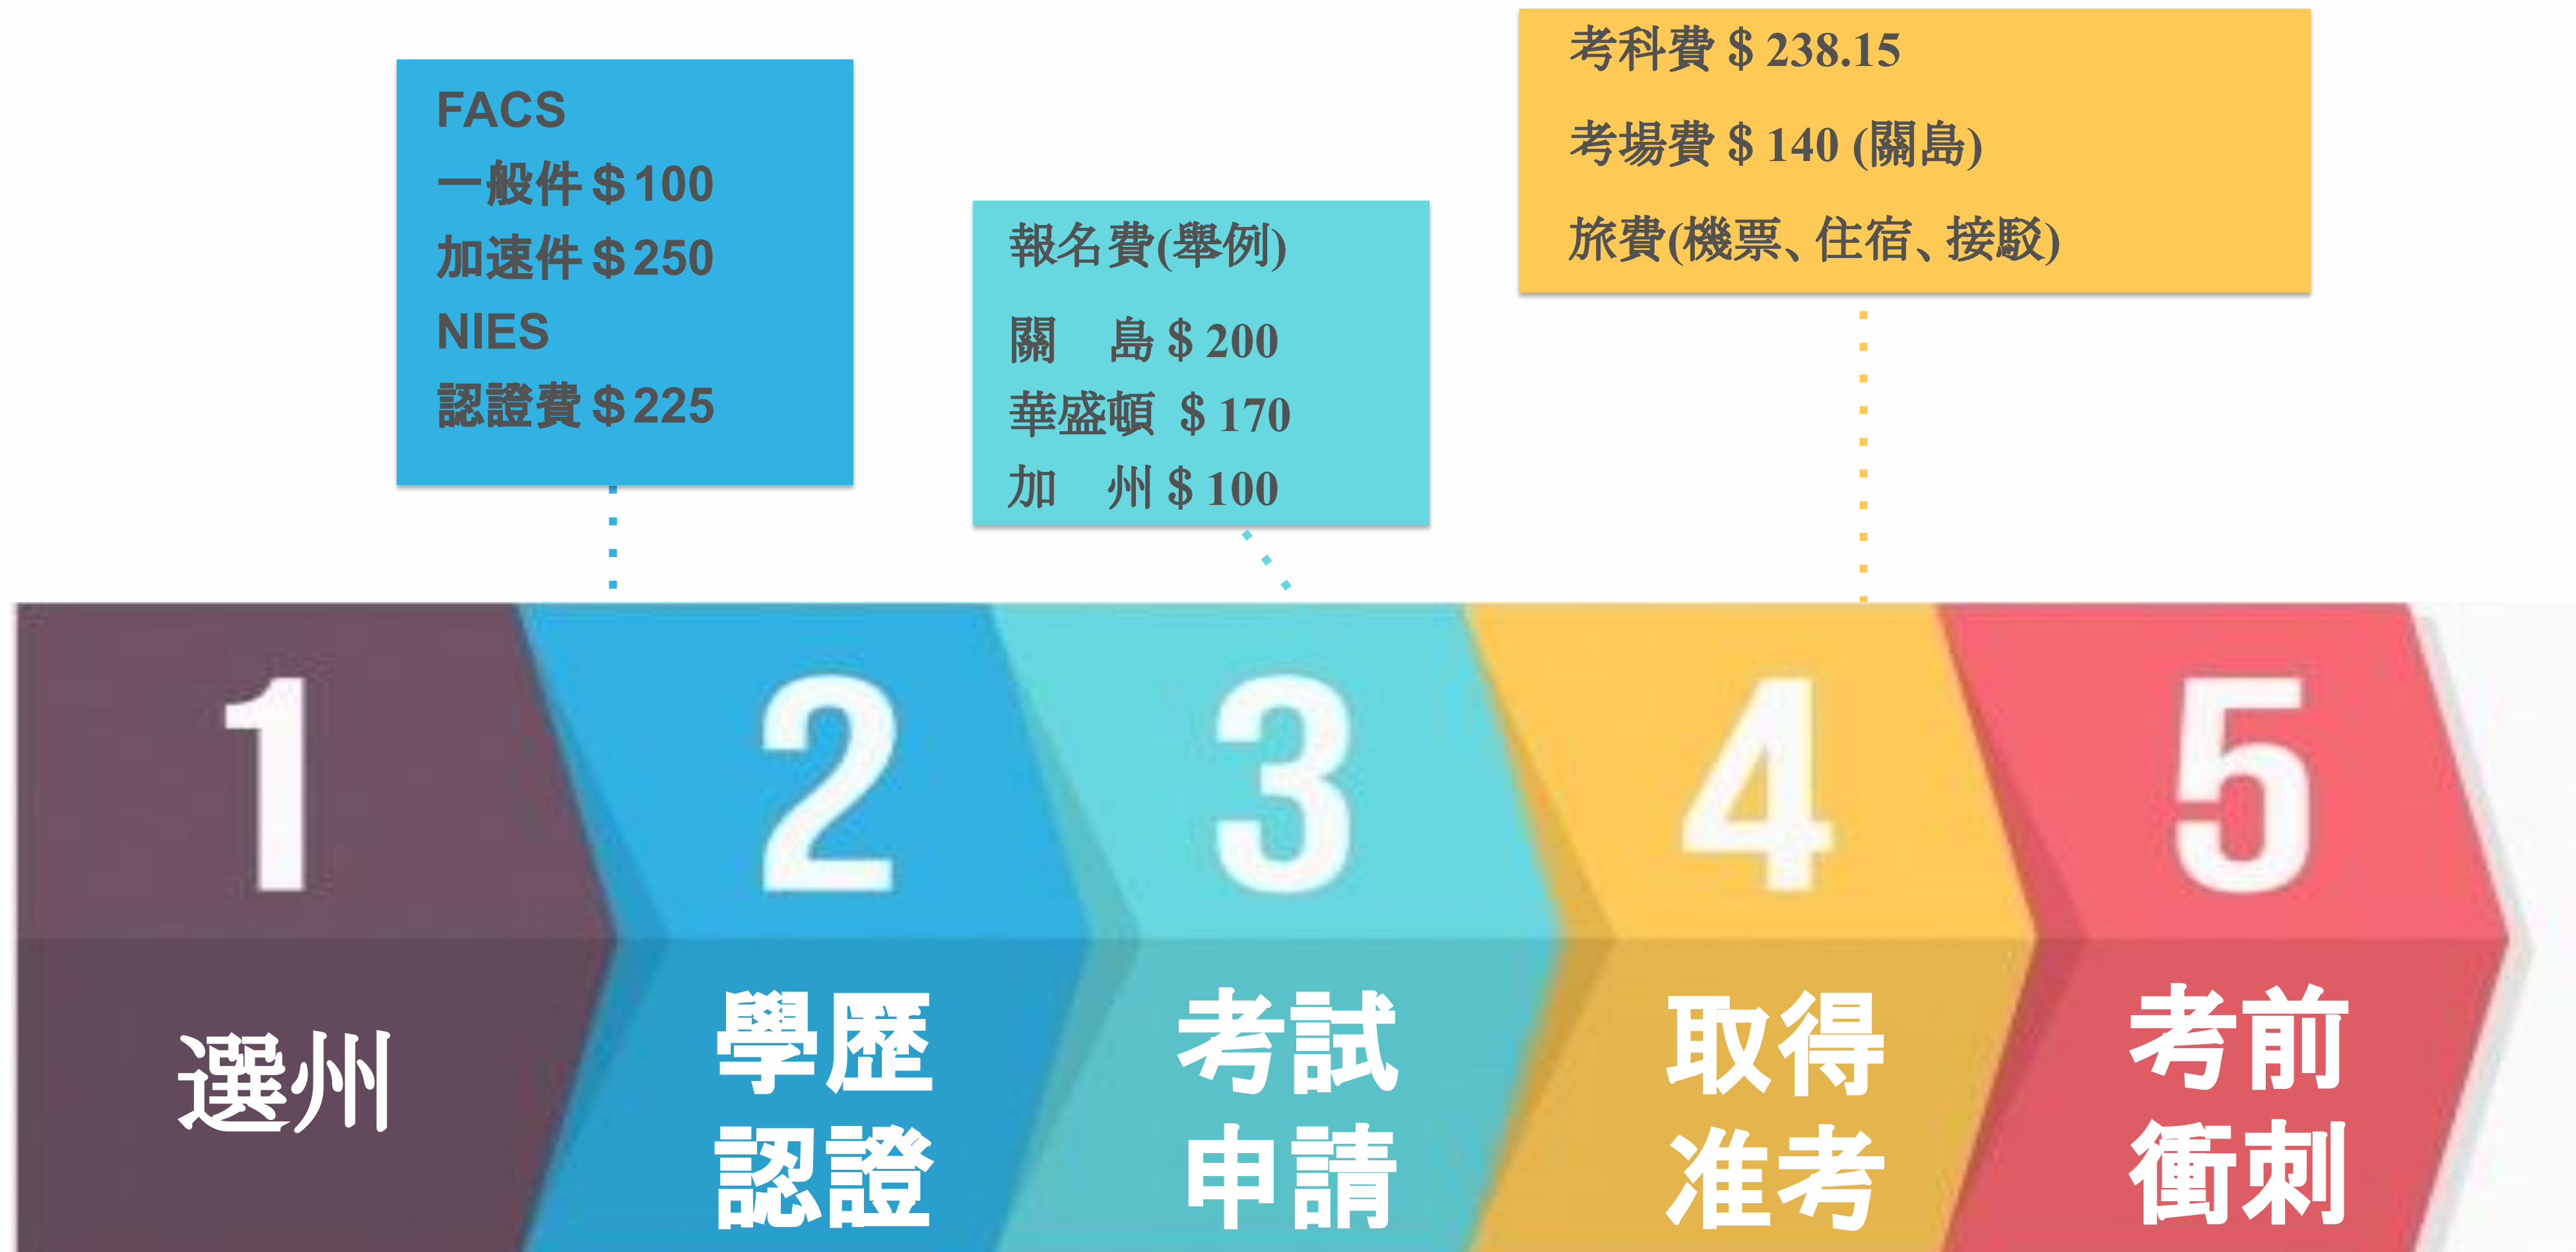 FACS
一般件＄100
加速件＄250
NIES
認證費＄225
報名費(舉例)
關　島＄200
華盛頓 ＄170
加　州＄100
考科費＄238.15
考場費＄140 (關島)
旅費(機票、住宿、接駁)
1
選州
2
學歷
認證
3
考試
申請
4
取得
准考
5
考前
衝刺